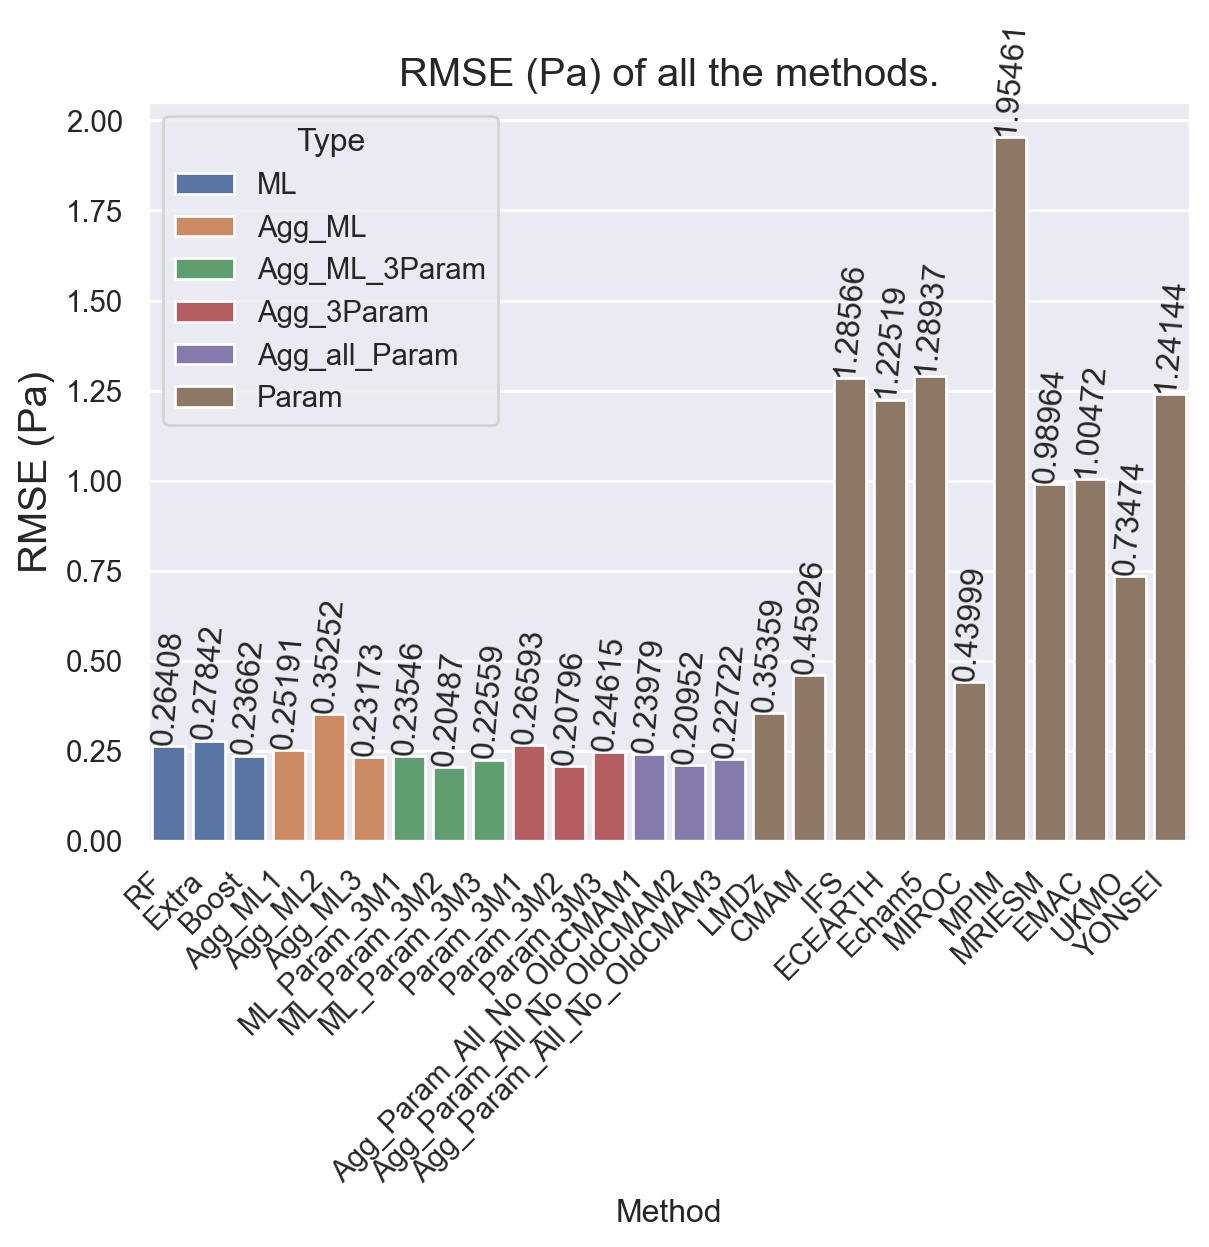 RMSE (Pa) of all the methods.
RMSE (Pa)
2.00
1.75
1.50
1.25
1.00
0.75
0.50
0.25
0.00
Type
ML
Agg_ML
Agg_ML_3Param
Agg_3Param
Agg_all_Param
Param
0.26408
0.27842
0.23662
0.25191
0.35252
0.23173
0.23546
0.20487
0.22559
0.26593
0.20796
0.24615
0.23979
0.20952
0.22722
0.35359
0.45926
1.28566
1.22519
1.28937
0.43999
1.95461
0.98964
1.00472
0.73474
1.24144
RF
Extra
Boost
Agg_ML1
Agg_ML2
Agg_ML3
ML_Param_3M1
ML_Param_3M2
ML_Param_3M3
Param_3M1
Param_3M2
Param_3M3
Agg_Param_All_No_OldCMAM1
Agg_Param_All_No_OldCMAM2
Agg_Param_All_No_OldCMAM3
LMDz
CMAM
IFS
ECEARTH
Echam5
MIROC
MPIM
MRIESM
EMAC
UKMO
YONSEI
Method